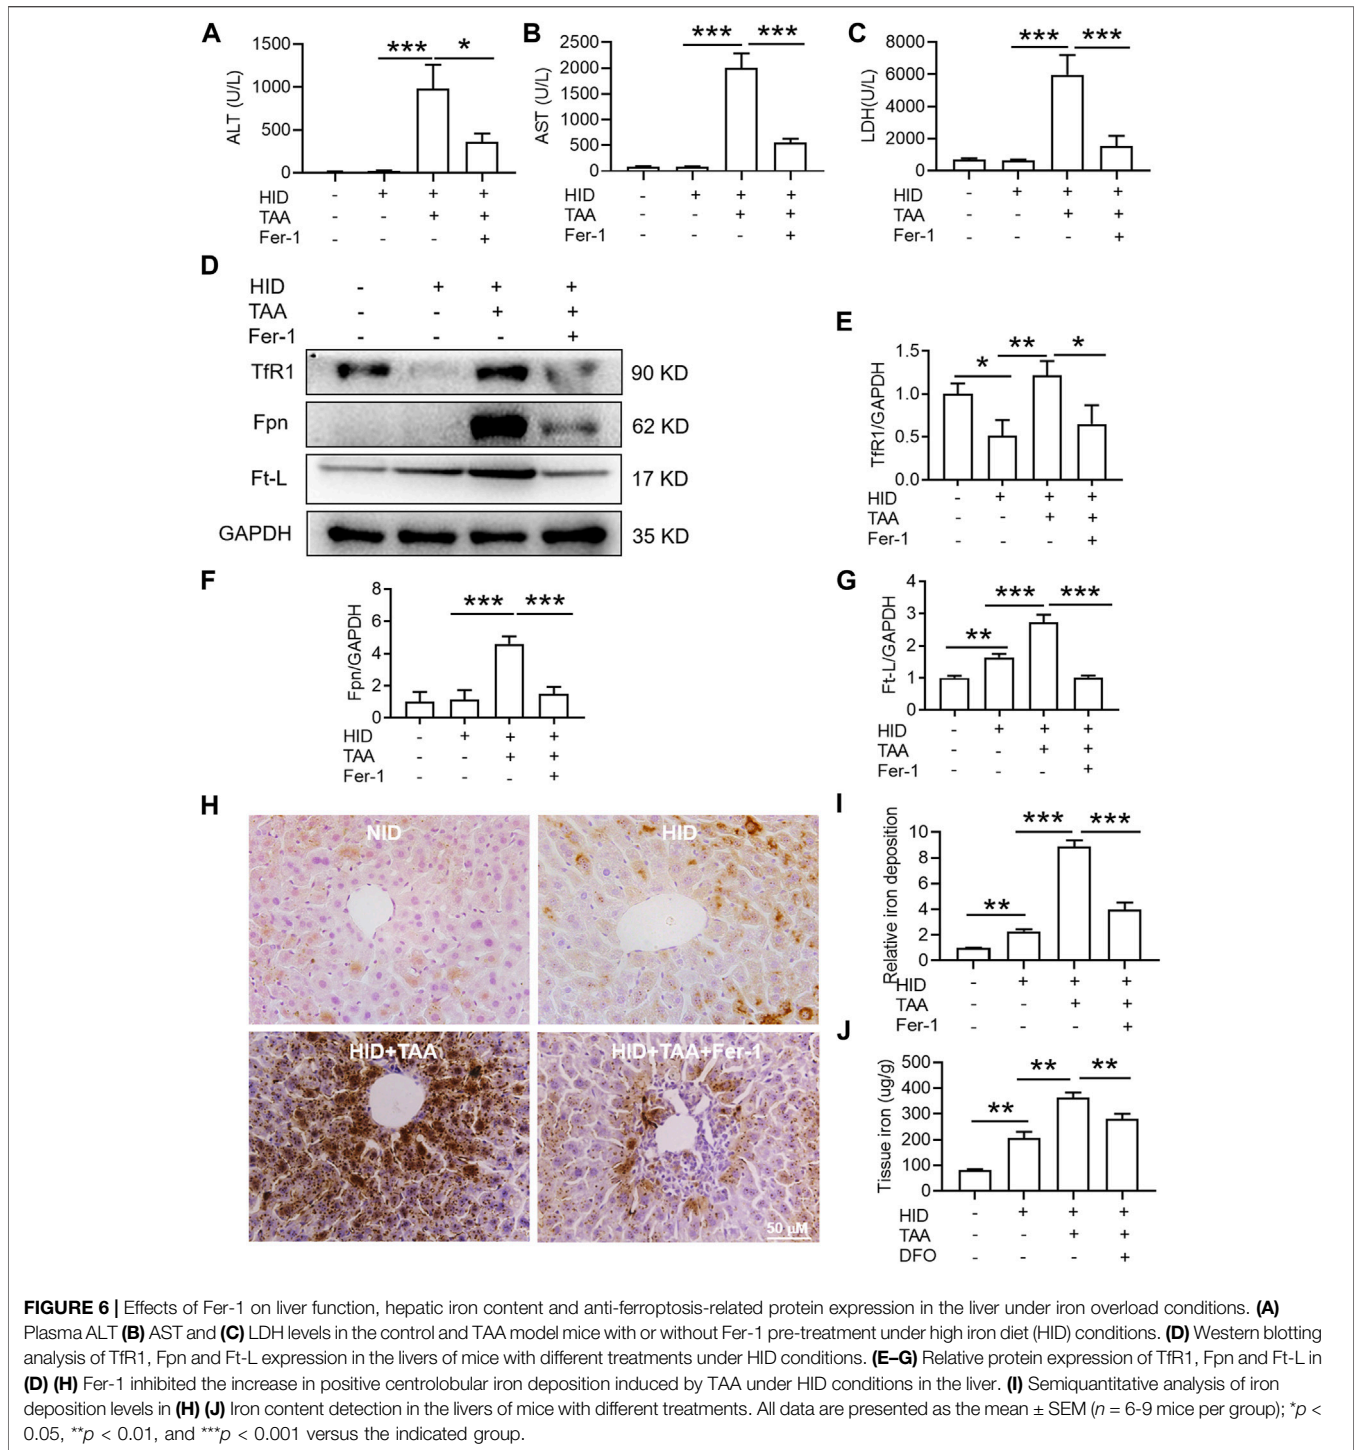 A
ALT (U/L)
1500
1000
500
0
*** *
HID - + + +
TAA - - + +
Fer-1 - - - +
B
AST (U/L)
2500
2000
1500
1000
500
0
*** ***
HID - + + +
TAA - - + +
Fer-1 - - - +
C
LDH(U/L)
8000
6000
4000
2000
0
*** ***
HID - + + +
TAA - - + +
Fer-1 - - - +
D
HID - + + +
TAA - - + +
Fer-1 - - - +
TfR1 90 KD
Fpn 62 KD
Ft-L 17 KD
GAPDH 35 KD
E
TfR1/GAPDH
1.5
1.0
0.5
0.0
* ** *
HID - + + +
TAA - - + +
Fer-1 - - - +
F
Fpn/GAPDH
8
6
4
2
0
*** ***
HID - + + +
TAA - - + +
Fer-1 - - - +
G
Ft-L/GAPDH
4
3
2
1
0
** *** ***
HID - + + +
TAA - - + +
Fer-1 - - - +
H
NID
HID
HID+TAA
HID+TAA+Fer-1
50 μM
I
Relative iron deposition
10
8
6
4
2
0
** *** ***
HID - + + +
TAA - - + +
Fer-1 - - - +
J
Tissue iron (ug/g)
500
400
300
200
100
0
** ** **
HID - + + +
TAA - - + +
DFO - - - +
FIGURE 6 | Effects of Fer-1 on liver function, hepatic iron content and anti-ferroptosis-related protein expression in the liver under iron overload conditions. (A)
Plasma ALT (B) AST and (C) LDH levels in the control and TAA model mice with or without Fer-1 pre-treatment under high iron diet (HID) conditions. (D) Western blotting
analysis of TfR1, Fpn and Ft-L expression in the livers of mice with different treatments under HID conditions. (E–G) Relative protein expression of TfR1, Fpn and Ft-L in
(D) (H) Fer-1 inhibited the increase in positive centrolobular iron deposition induced by TAA under HID conditions in the liver. (I) Semiquantitative analysis of iron
deposition levels in (H) (J) Iron content detection in the livers of mice with different treatments. All data are presented as the mean ± SEM (n = 6-9 mice per group); *p <
0.05, **p < 0.01, and ***p < 0.001 versus the indicated group.